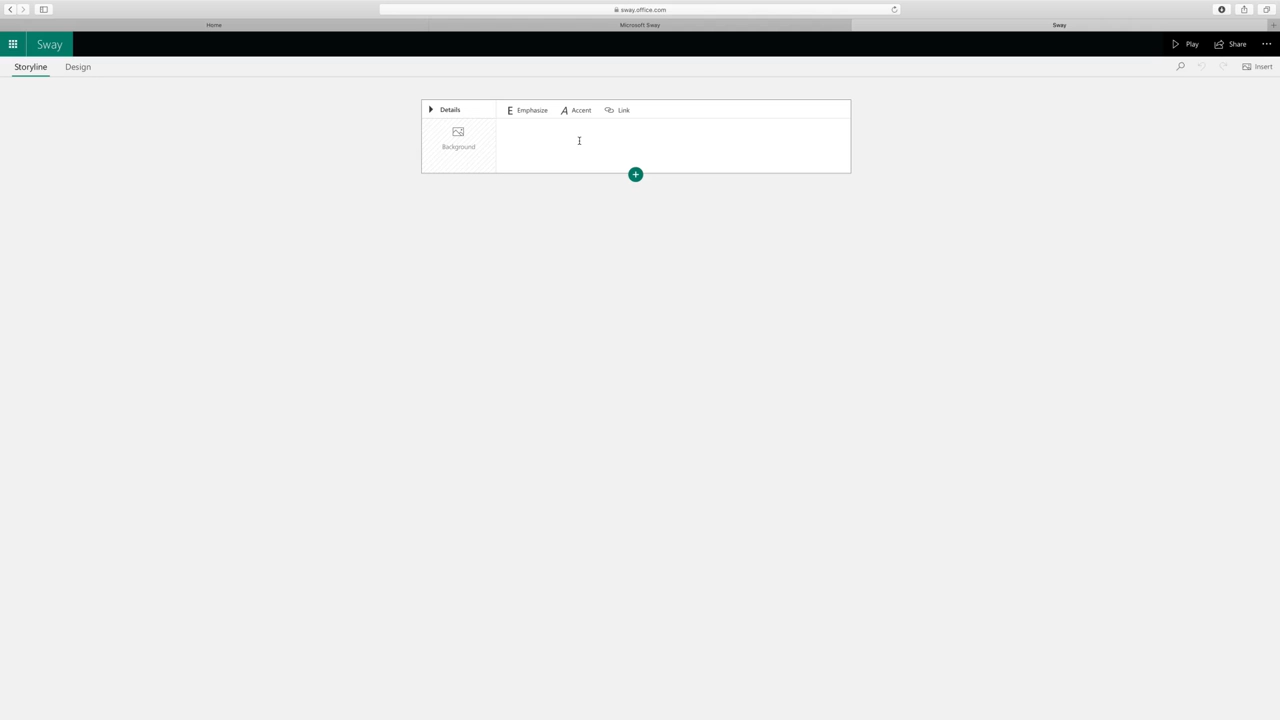 sway.office.com
Home
Microsoft Sway
Sway
Sway
Play
Share
Storyline
Design
Insert
Details
E Emphasize
A Accent
Link
Background